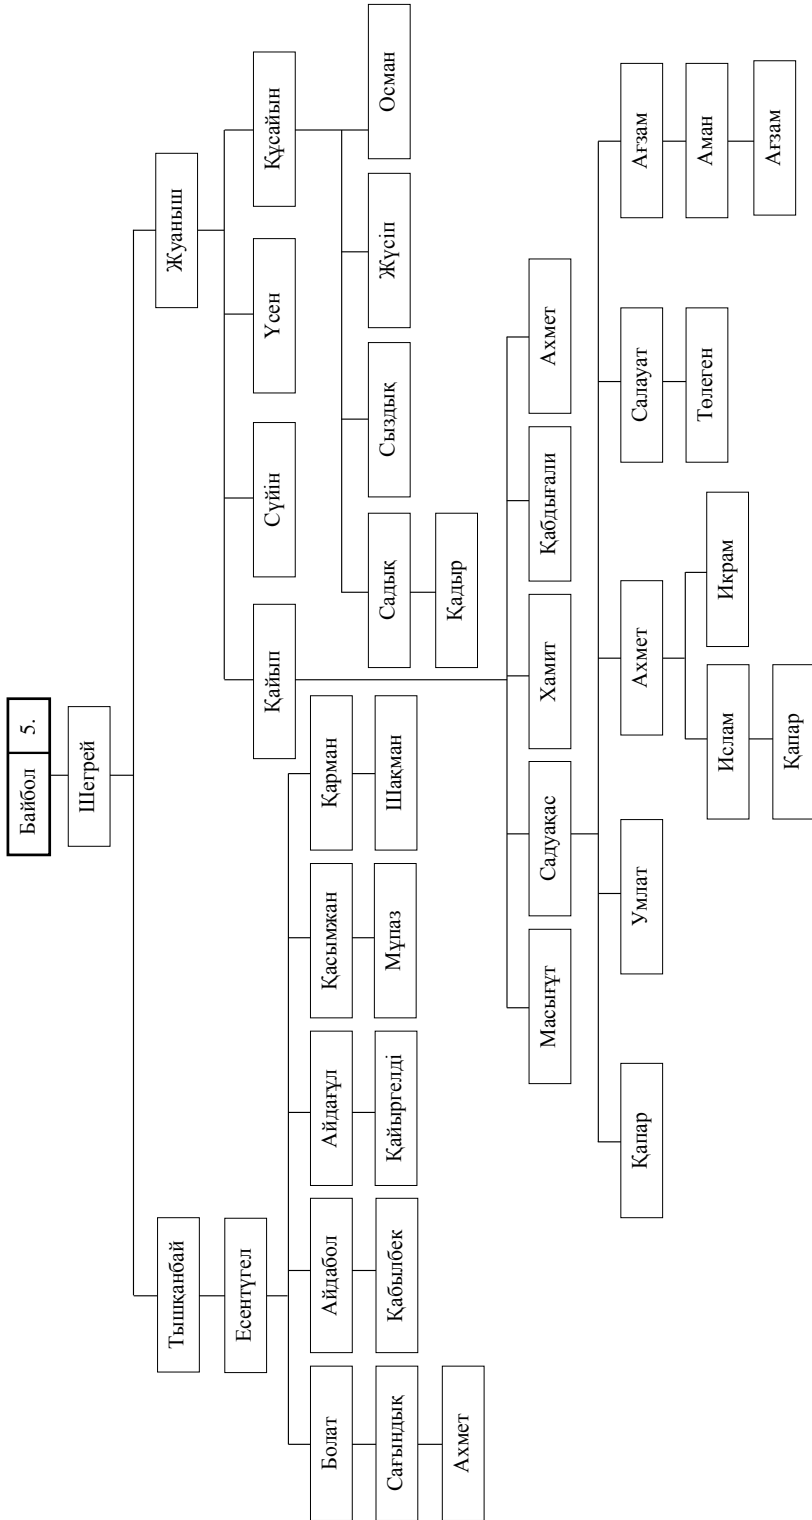 Байбол 5.
Шегрей
Тышқанбай
Жуаныш
Есентүгел
Қайып
Сүйін
Үсен
Құсайын
Болат
Айдабол
Айдағұл
Қасымжан
Қарман
Сағындық
Қабылбек
Қайыргелді
Мұпаз
Шақман
Ахмет
Садық
Сыздық
Жүсіп
Осман
Қадыр
Масығұт
Садуақас
Хамит
Қабдығали
Ахмет
Қапар
Умлат
Ахмет
Салауат
Ағзам
Ислам
Икрам
Төлеген
Аман
Қапар
Ағзам